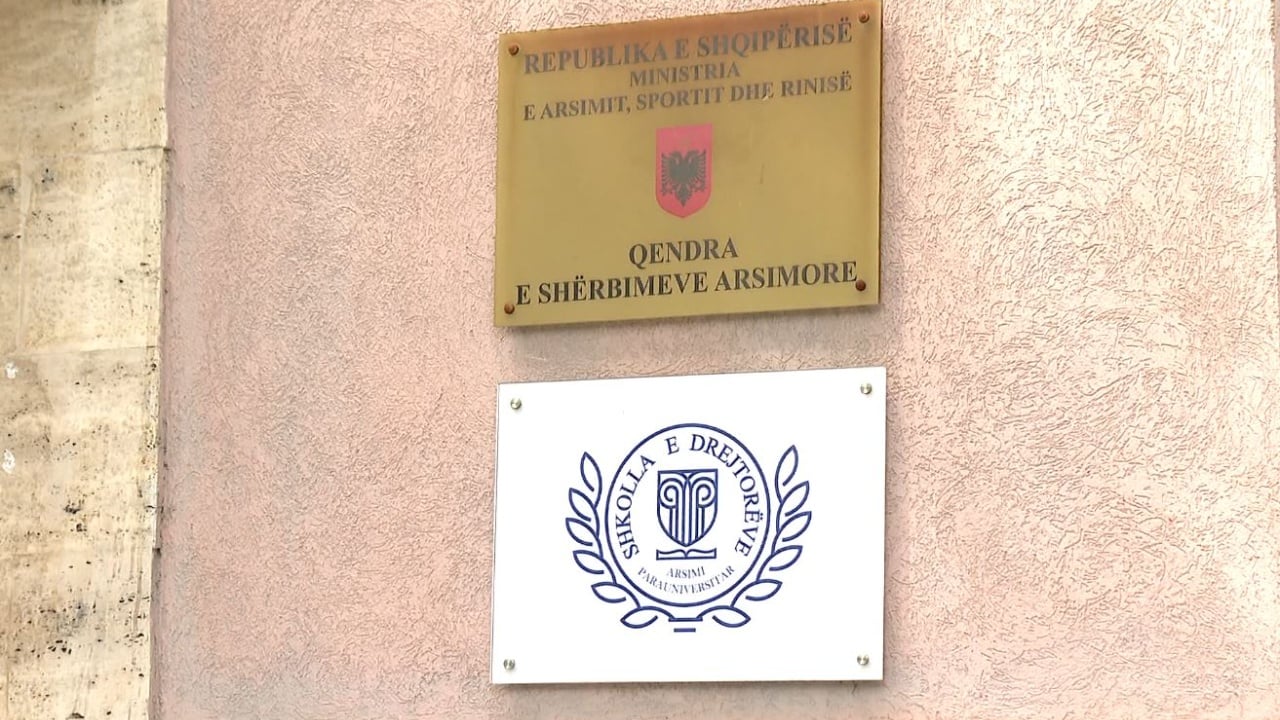 REPUBLIKA E SHQIPËRISË
MINISTRIA
E ARSIMIT, SPORTIT DHE RINISË
QENDRA
E SHËRBIMEVE ARSIMORE
SHKOLLA E DREJTORËVE
ARSIMI
PARAUNIVERSITAR